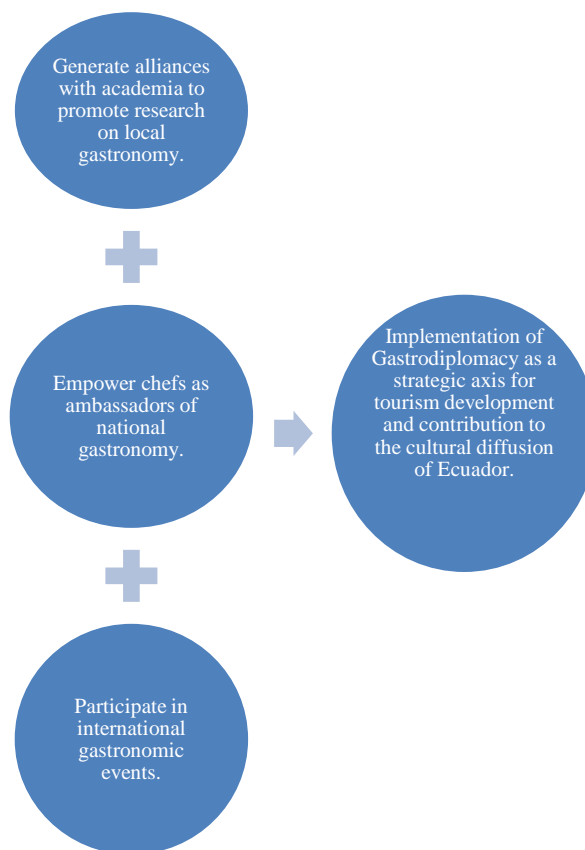 Generate alliances
with academia to
promote research
on local
gastronomy.
Empower chefs as
ambassadors of
national
gastronomy.
Implementation of
Gastrodiplomacy as a
strategic axis for
tourism development
and contribution to
the cultural diffusion
of Ecuador.
Participate in
international
gastronomic
events.